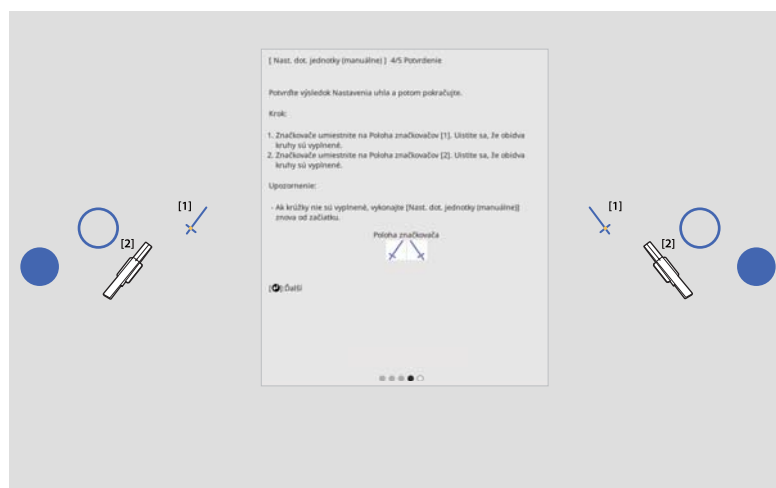 [ Nast. dot. jednotky (manuálne) ] 4/5 Potvrdenie
Potvrďte výsledok Nastavenia uhla a potom pokračujte.
Krok:
1. Značkovače umiestnite na Poloha značkovačov [1]. Uistite sa, že obidva
kruhy sú vyplnené.
2. Značkovače umiestnite na Poloha značkovačov [2]. Uistite sa, že obidva
kruhy sú vyplnené.
Upozornenie:
- Ak krúžky nie sú vyplnené, vykonajte [Nast. dot. jednotky (manuálne)]
znova od začiatku.
Poloha značkovača
[ ]:Ďalší
[1]
[2]
[1]
[2]